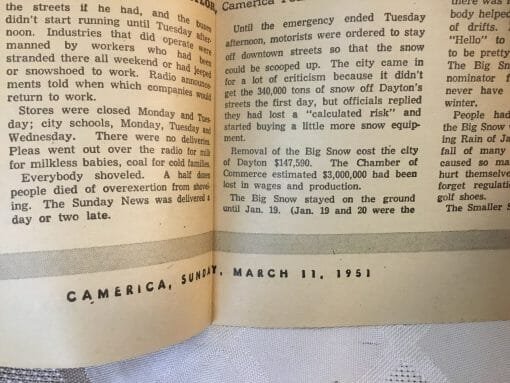 the streets if he had, and the buses
didn't start running until Tuesday after-
noon. Industries that did operate were
manned by workers who had been
stranded there all weekend or had jeeped
or snowshoed to work. Radio announce-
ments told when which companies would
return to work.
Stores were closed Monday and Tues-
day; city schools, Monday, Tuesday and
Wednesday. There were no deliveries.
Pleas went out over the radio for milk
for milkless babies, coal for cold families.
Everybody shoveled. A half dozen
people died of overexertion from shovel-
ing. The Sunday News was delivered a
day or two late.
Camerica
Until the emergency ended Tuesday
afternoon, motorists were ordered to stay
off downtown streets so that the snow
could be scooped up. The city came in
for a lot of criticism because it didn't
get the 340,000 tons of snow off Dayton's
streets the first day, but officials replied
they had lost a "calculated risk" and
started buying a little more snow equip-
ment.
Removal of the Big Snow cost the city
of Dayton $147,590. The Chamber of
Commerce estimated $3,000,000 had been
lost in wages and production.
The Big Snow stayed on the ground
until Jan. 19. (Jan. 19 and 20 were the
there was
body helped
of drifts.
"Hello" to
to be pretty
The Big Sno
nominator f
never have
winter.
People had
the Big Snow
ing Rain of Ja
fall of many
caused so ma
hurt themselve
forget regulati
golf shoes.
The Smaller S
CAMERICA, SUNDAY, MARCH 11, 1951